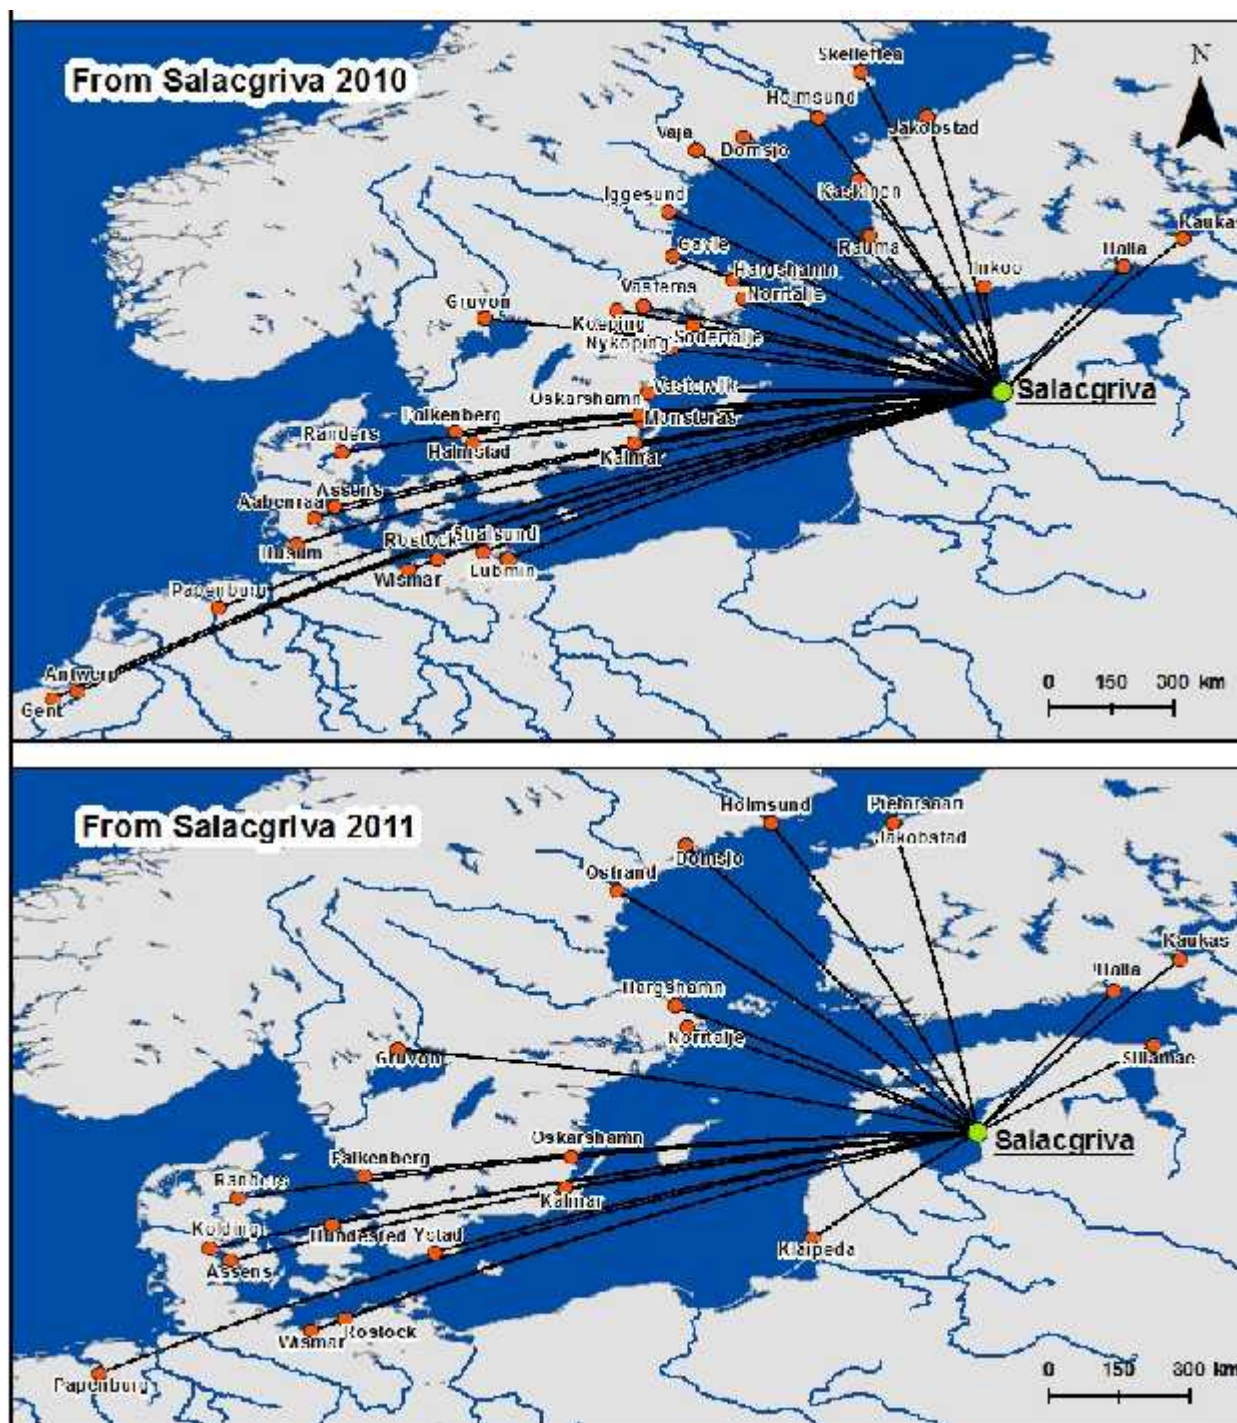 From Salacgriva 2010
N
Skelleftea
Holmsund
Jakobstad
Vaja
Domsjo
Kaskinen
Iggesund
Kaukas
Gavle
Rauma
Inkoo
Hargshamn
Vasteras
Norrtalje
Gruvon
Koeping
Sodertalje
Nykoping
Vastervik
Salacgriva
Oskarshamn
Falkenberg
Monsteras
Randers
Halmstad
Kalmar
Assens
Aabenraa
Rostock
Stralsund
Husum
Lubmin
Wismar
Papenburg
Antwerp
Gent
0 150 300 km
From Salacgriva 2011
Holmsund
Pietarsaari
Jakobstad
Domsjo
Ostrand
Kaukas
Hargshamn
Norrtalje
Sillamae
Gruvon
Oskarshamn
Salacgriva
Falkenberg
Randers
Kalmar
Kolding
Hundested
Ystad
Klaipeda
Assens
Rostock
Wismar
Papenburg
0 150 300 km